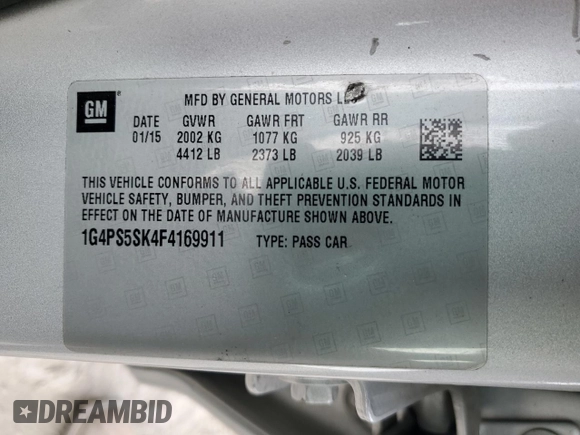 GM
MFD BY GENERAL MOTORS LLC
DATE GVWR GAWR FRT GAWR RR
01/15 2002 KG 1077 KG 925 KG
4412 LB 2373 LB 2039 LB
THIS VEHICLE CONFORMS TO ALL APPLICABLE U.S. FEDERAL MOTOR
VEHICLE SAFETY, BUMPER, AND THEFT PREVENTION STANDARDS IN
EFFECT ON THE DATE OF MANUFACTURE SHOWN ABOVE.
1G4PS5SK4F4169911 TYPE: PASS CAR
DREAMBID